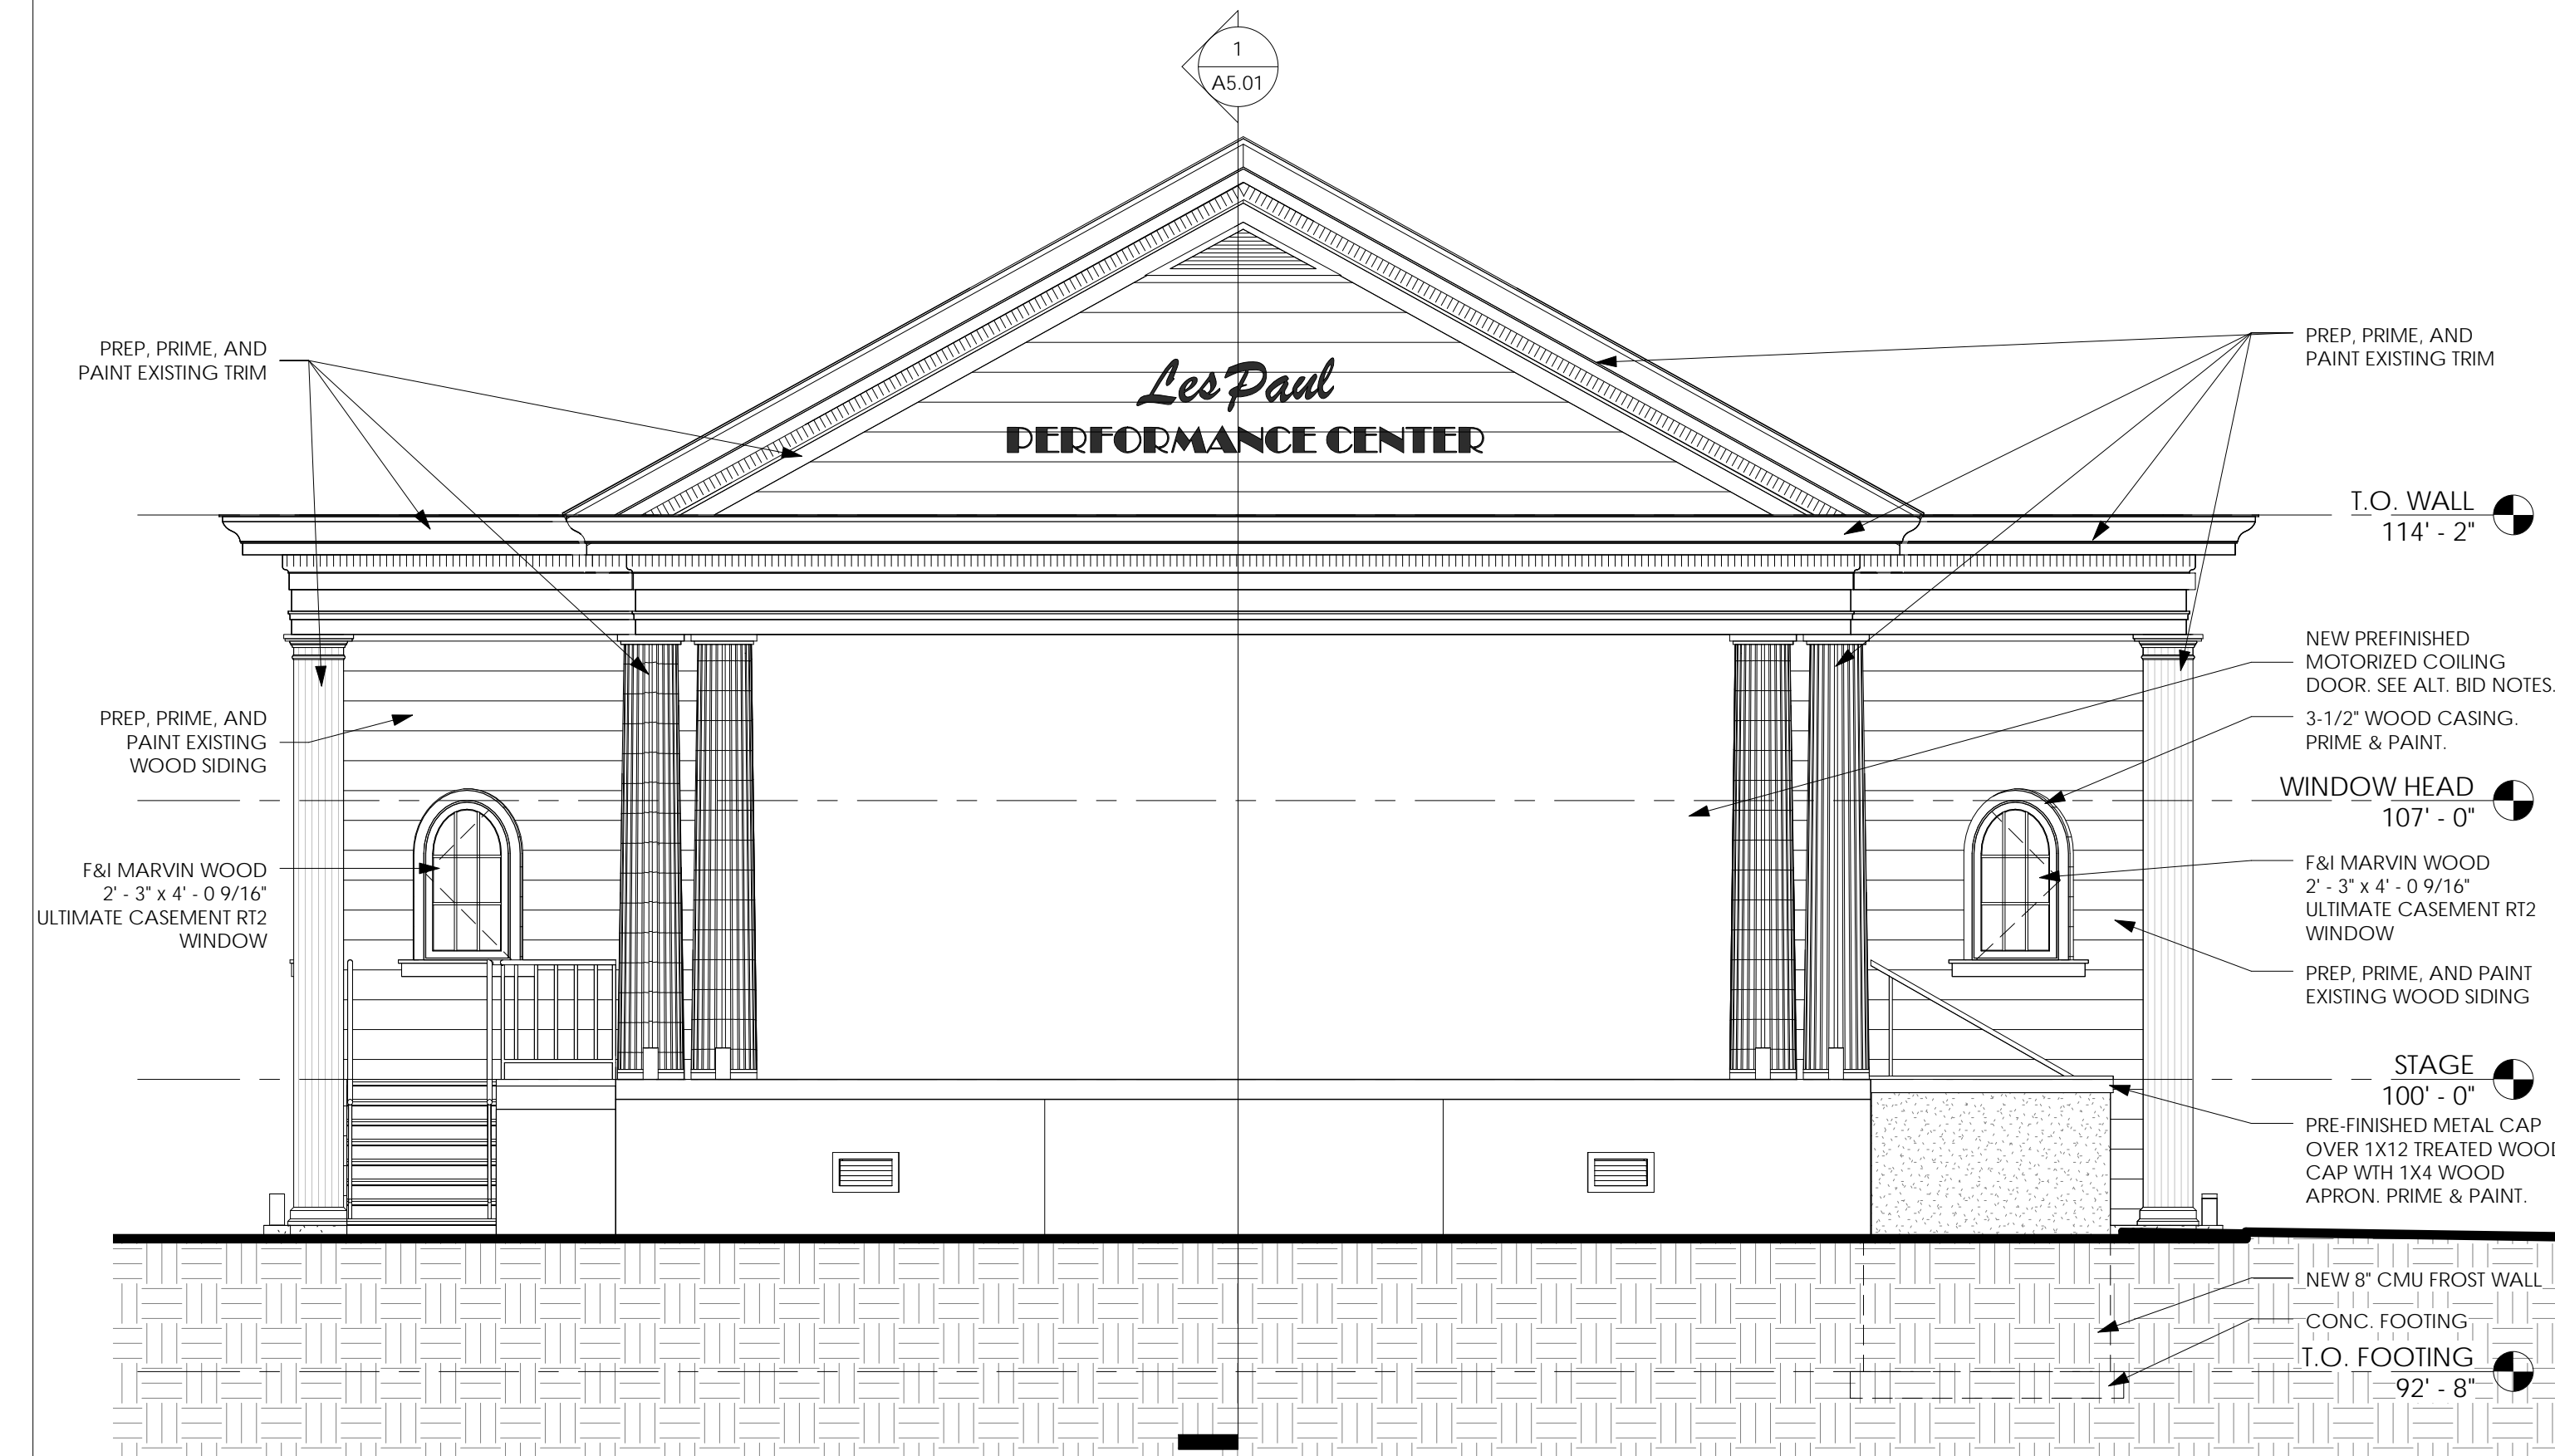 1
A5.01
PREP, PRIME, AND
PAINT EXISTING TRIM
PREP, PRIME, AND
PAINT EXISTING TRIM
Les Paul
PERFORMANCE CENTER
T.O. WALL
114' - 2"
PREP, PRIME, AND
PAINT EXISTING
WOOD SIDING
NEW PREFINISHED
MOTORIZED COILING
DOOR. SEE ALT. BID NOTES.
3-1/2" WOOD CASING.
PRIME & PAINT.
WINDOW HEAD
107' - 0"
F&I MARVIN WOOD
2' - 3" x 4' - 0 9/16"
ULTIMATE CASEMENT RT2
WINDOW
F&I MARVIN WOOD
2' - 3" x 4' - 0 9/16"
ULTIMATE CASEMENT RT2
WINDOW
PREP, PRIME, AND PAINT
EXISTING WOOD SIDING
STAGE
100' - 0"
PRE-FINISHED METAL CAP
OVER 1X12 TREATED WOOD
CAP WTH 1X4 WOOD
APRON. PRIME & PAINT.
NEW 8" CMU FROST WALL
CONC. FOOTING
T.O. FOOTING
92' - 8"